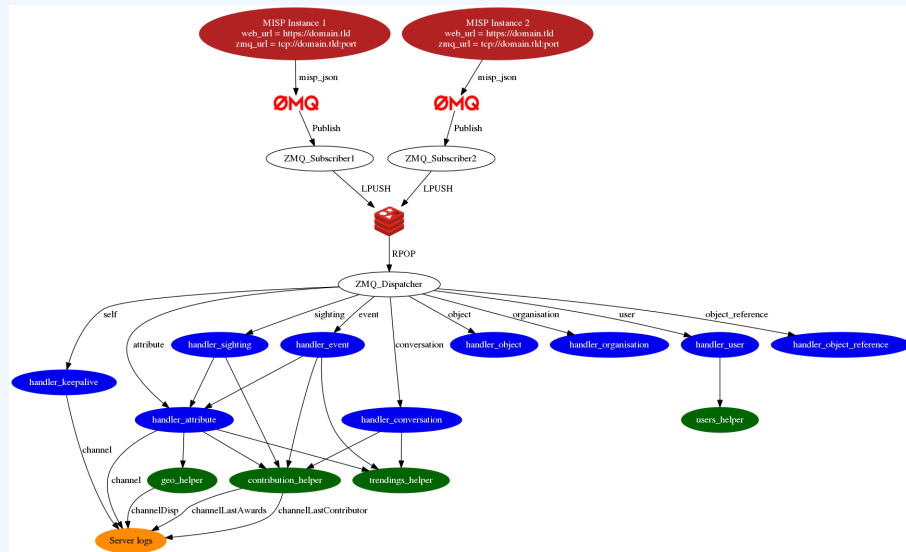 MISP Instance 1
web_url = https://domain.tld
zmq_url = tcp://domain.tld:port
MISP Instance 2
web_url = https://domain.tld
zmq_url = tcp://domain.tld:port
misp_json
misp_json
ØMQ
ØMQ
Publish
Publish
ZMQ_Subscriber1
ZMQ_Subscriber2
LPUSH
LPUSH
RPOP
ZMQ_Dispatcher
self
attribute
sighting
event
conversation
object
organisation
user
object_reference
handler_sighting
handler_event
handler_object
handler_organisation
handler_user
handler_object_reference
handler_keepalive
handler_attribute
handler_conversation
users_helper
channel
channel
geo_helper
contribution_helper
trendings_helper
channelDisp
channelLastAwards
channelLastContributor
Server logs